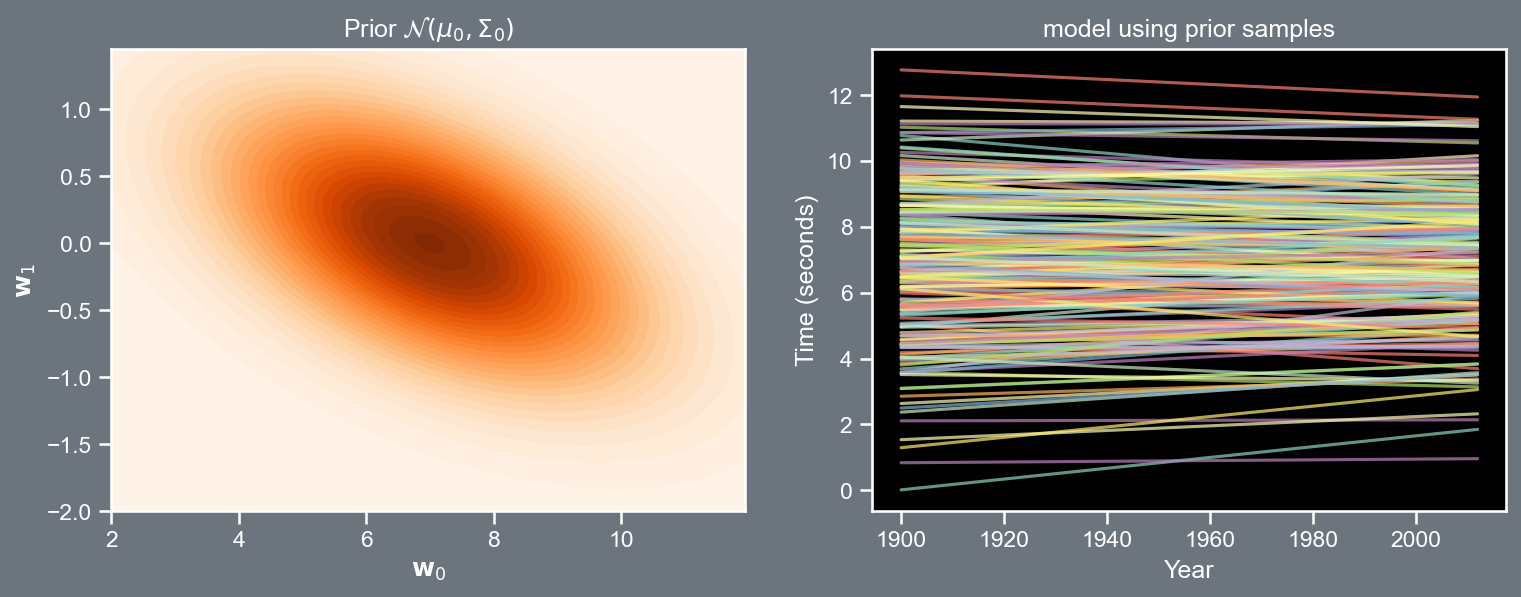 Prior 𝒩(μ₀, Σ₀)
1.0
0.5
0.0
−0.5
−1.0
−1.5
−2.0
w₁
2 4 6 8 10
w₀
model using prior samples
12
10
8
6
4
2
0
Time (seconds)
1900 1920 1940 1960 1980 2000
Year